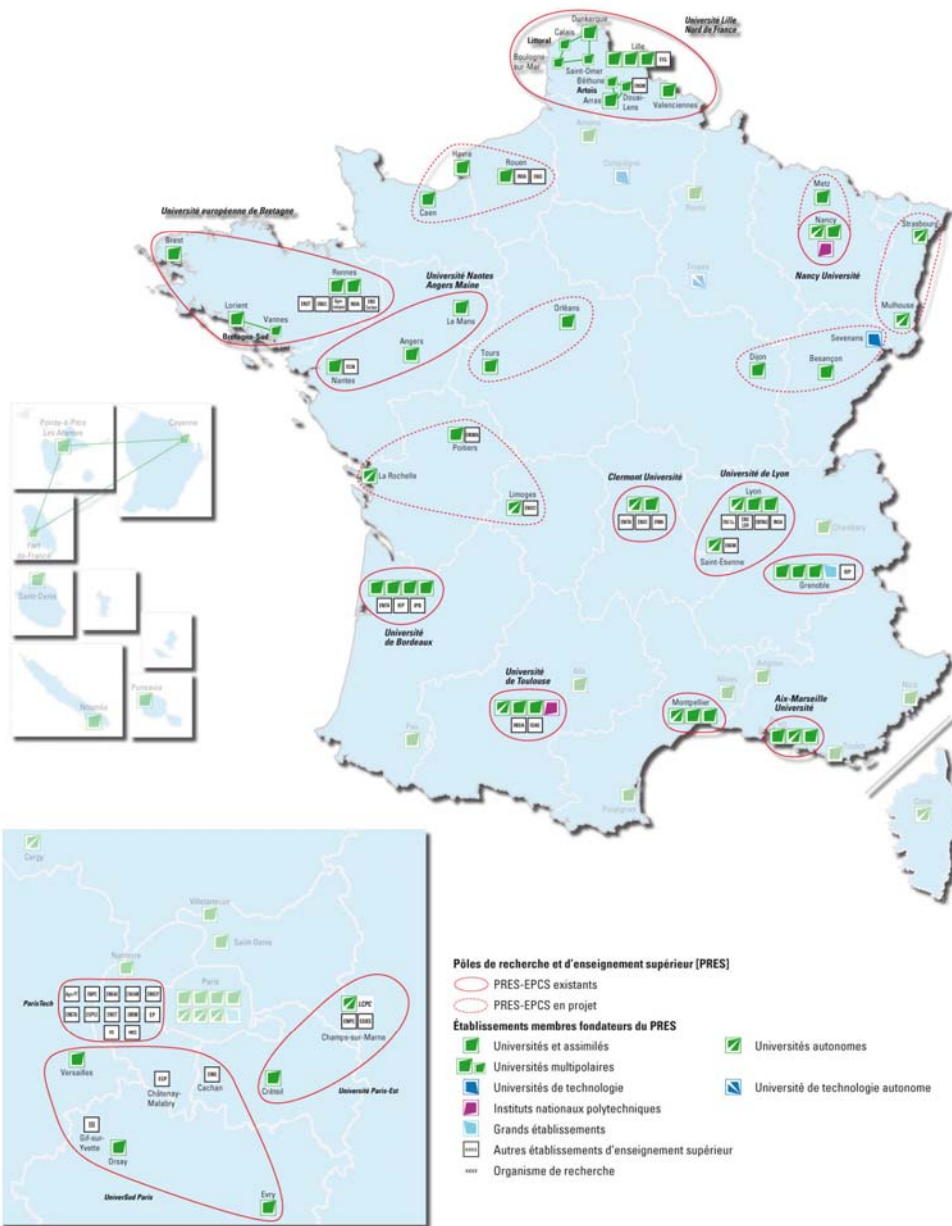 Université Lille
Nord de France
Dunkerque
Calais
Littoral
Boulogne-
sur-Mer
Saint-Omer
Lille
Béthune
Artois
Arras
Douai-
Lens
Valenciennes
Amiens
Compiègne
Reims
Havre
Rouen
Caen
Metz
Nancy
Nancy Université
Strasbourg
Mulhouse
Troyes
Université européenne de Bretagne
Brest
Rennes
Lorient
Vannes
Bretagne-Sud
Université Nantes
Angers Maine
Le Mans
Angers
Nantes
Orléans
Tours
Sevenans
Dijon
Besançon
Pointe-à-Pitre
Les Abymes
Cayenne
Fort
de-France
Saint-Denis
Nouméa
Poitiers
La Rochelle
Limoges
Clermont Université
Université de Lyon
Lyon
Saint-Etienne
Chambéry
Grenoble
Université
de Bordeaux
Université
de Toulouse
Albi
Nîmes
Avignon
Montpellier
Aix-Marseille
Université
Nice
Toulon
Pau
Perpignan
Corse
Cergy
Villetaneuse
Saint-Denis
Nanterre
Paris
ParisTech
LCPC
Champs-sur-Marne
Créteil
Université Paris-Est
Versailles
ECP
Châtenay-
Malabry
ENS
Cachan
Gif-sur-
Yvette
Orsay
Evry
UniverSud Paris
Pôles de recherche et d'enseignement supérieur [PRES]
PRES-EPCS existants
PRES-EPCS en projet
Établissements membres fondateurs du PRES
Universités et assimilés
Universités autonomes
Universités multipolaires
Universités de technologie
Université de technologie autonome
Instituts nationaux polytechniques
Grands établissements
Autres établissements d'enseignement supérieur
Organisme de recherche